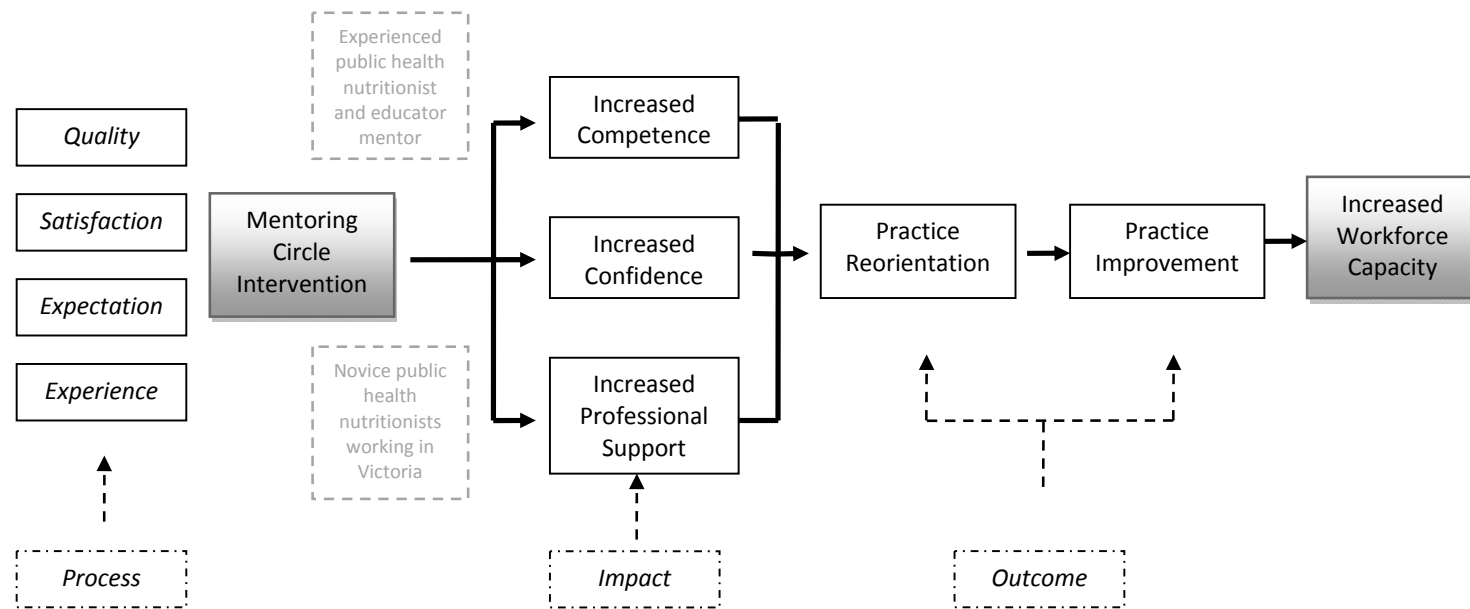 Quality
Satisfaction
Expectation
Experience
Process
Mentoring
Circle
Intervention
Experienced
public health
nutritionist
and educator
mentor
Novice public
health
nutritionists
working in
Victoria
Increased
Competence
Increased
Confidence
Increased
Professional
Support
Impact
Practice
Reorientation
Practice
Improvement
Outcome
Increased
Workforce
Capacity